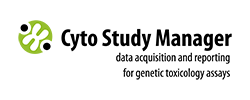 Cyto Study Manager
data acquisition and reporting
for genetic toxicology assays